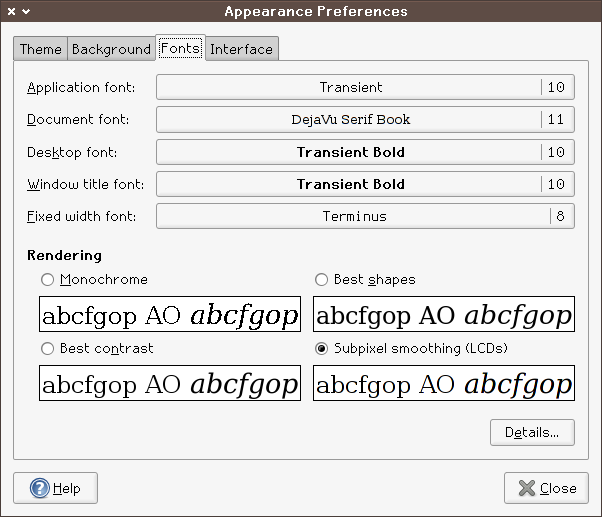 Appearance Preferences
Theme Background Fonts Interface
Application font: Transient 10
Document font: DejaVu Serif Book 11
Desktop font: Transient Bold 10
Window title font: Transient Bold 10
Fixed width font: Terminus 8
Rendering
Monochrome Best shapes
abcfgop AO abcfgop abcfgop AO abcfgop
Best contrast Subpixel smoothing (LCDs)
abcfgop AO abcfgop abcfgop AO abcfgop
Details...
Help Close